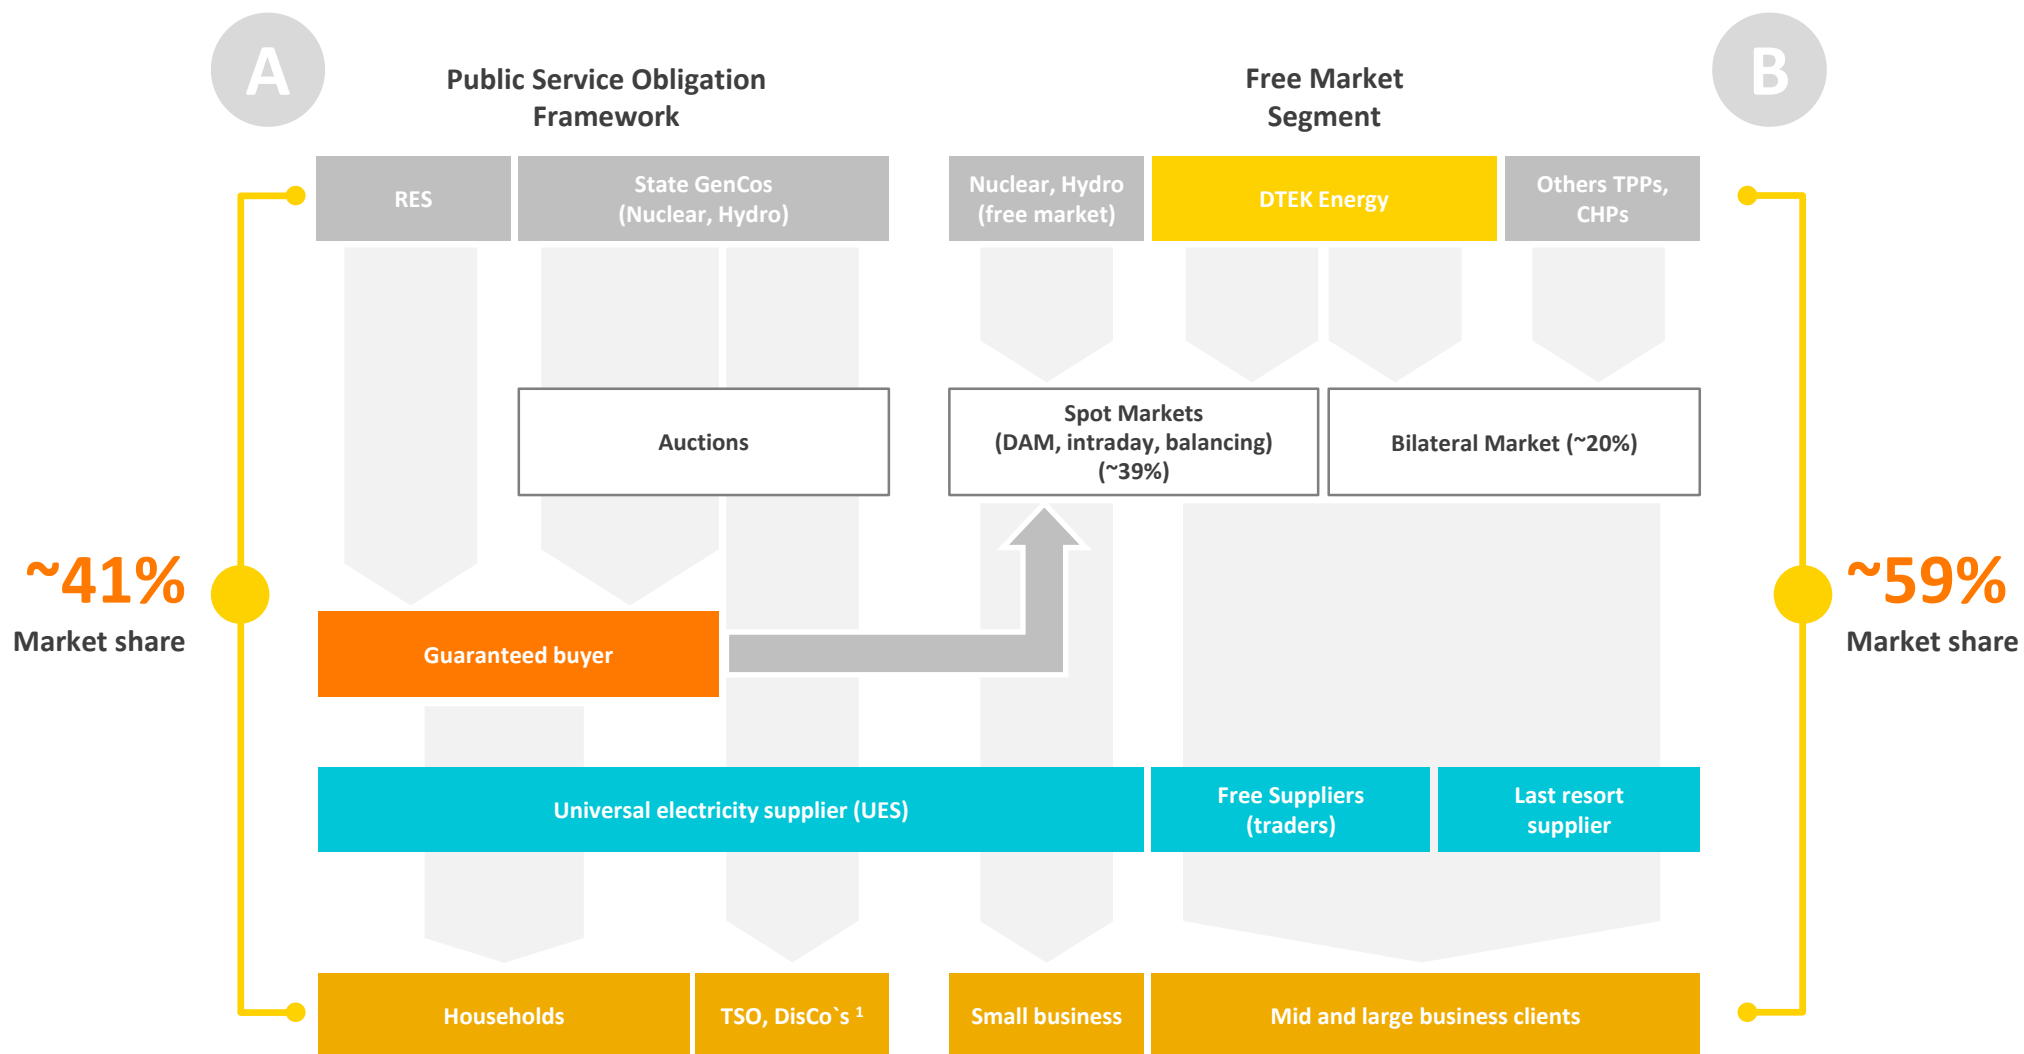 A
Public Service Obligation
Framework
Free Market
Segment
B
RES
State GenCos
(Nuclear, Hydro)
Nuclear, Hydro
(free market)
DTEK Energy
Others TPPs,
CHPs
Auctions
Spot Markets
(DAM, intraday, balancing)
(~39%)
Bilateral Market (~20%)
~41%
Market share
~59%
Market share
Guaranteed buyer
Universal electricity supplier (UES)
Free Suppliers
(traders)
Last resort
supplier
Households
TSO, DisCo`s ¹
Small business
Mid and large business clients